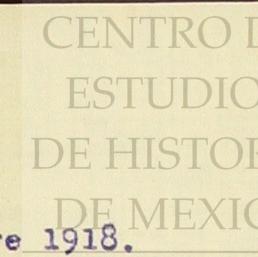 CENTRO
ESTUDIO
DE HISTOR
DE MEXIC
re 1918.